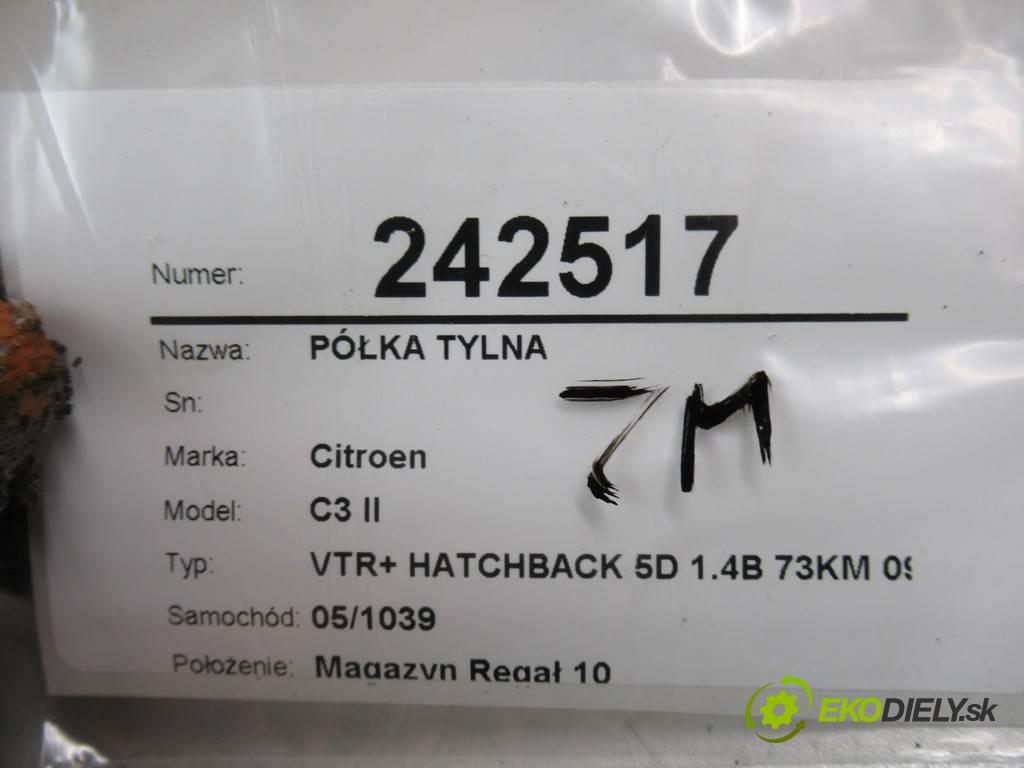 Numer: 242517
Nazwa: PÓŁKA TYLNA
Sn:
Marka: Citroen
Model: C3 II
Typ: VTR+ HATCHBACK 5D 1.4B 73KM 09
Samochód: 05/1039
Położenie: Magazyn Regał 10
EKODIELY.sk